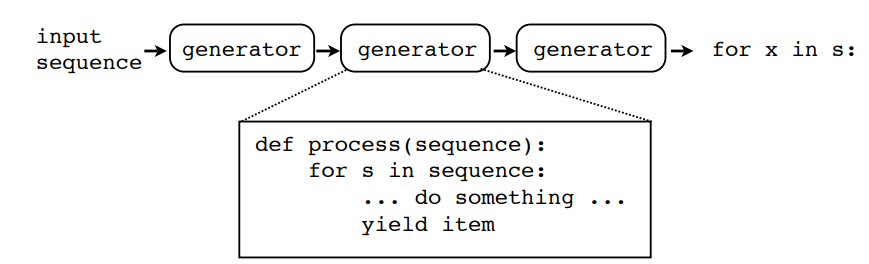 input
sequence
generator
generator
generator
for x in s:
def process(sequence):
    for s in sequence:
        ... do something ...
        yield item